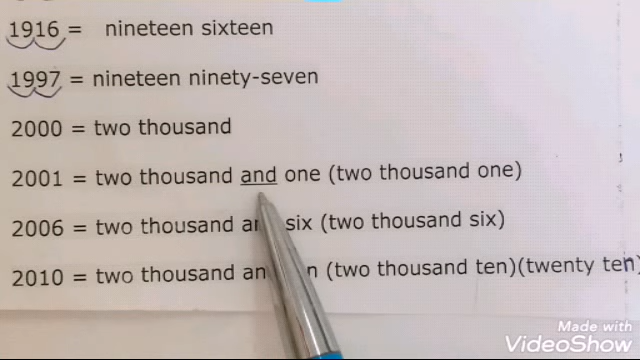 1916 = nineteen sixteen
1997 = nineteen ninety-seven
2000 = two thousand
2001 = two thousand and one (two thousand one)
2006 = two thousand six (two thousand six)
2010 = two thousand (two thousand ten)(twenty ten)
Made with
VideoShow